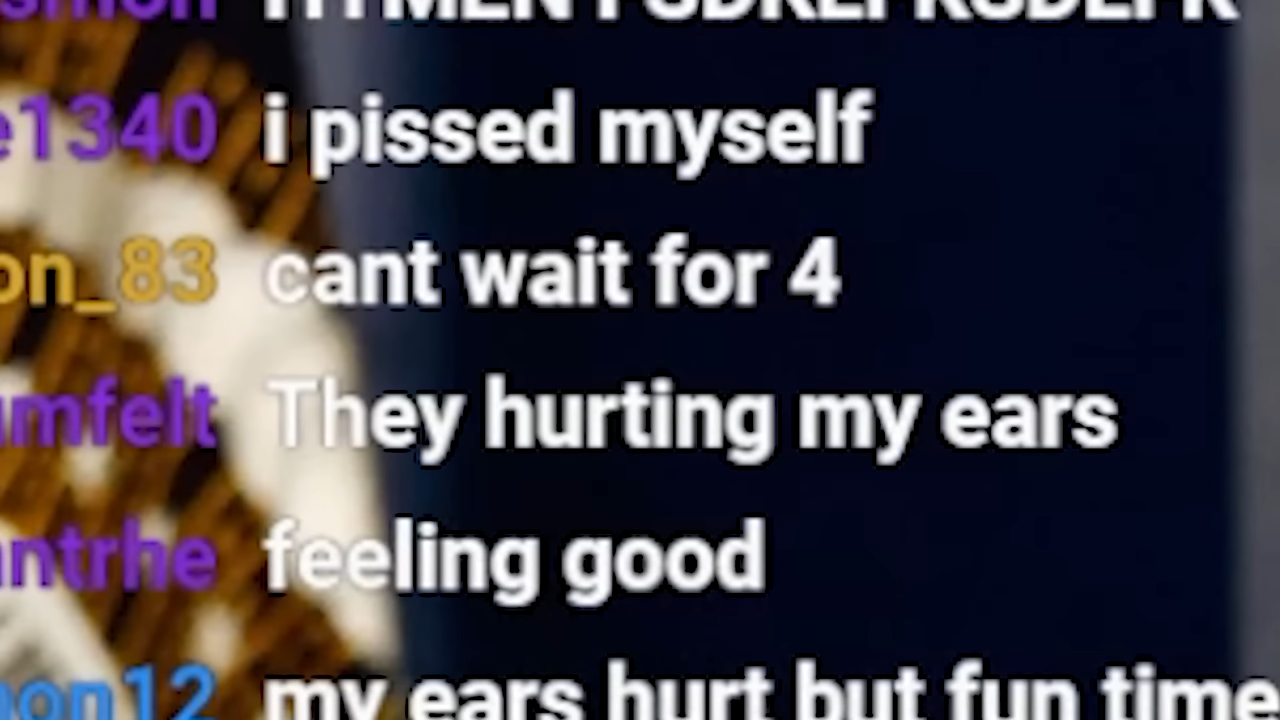 e1340 i pissed myself
on_83 cant wait for 4
mfelt They hurting my ears
ntrhe feeling good
on12 my ears hurt but fun time